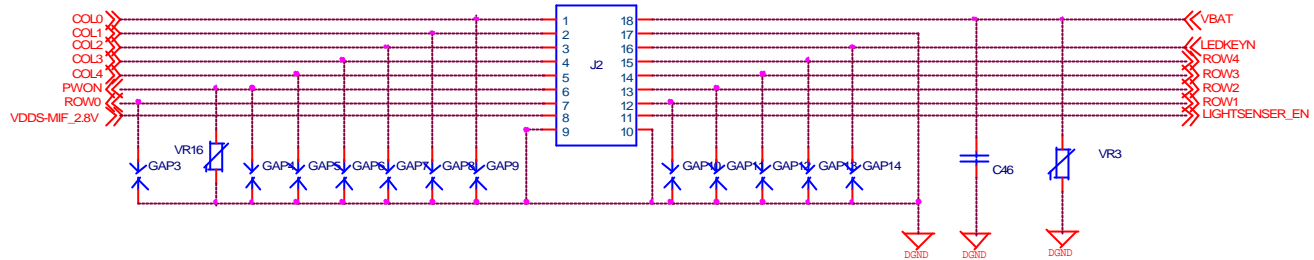 COL0 1 18 VBAT
COL1 2 17
COL2 3 16 LEDKEYN
COL3 4 J2 15 ROW4
COL4 5 14 ROW3
PWON 6 13 ROW2
ROW0 7 12 ROW1
VDDS-MIF_2.8V 8 11 LIGHTSENSER_EN
9 10
VR16 VR3
GAP3 GAP4 GAP5 GAP6 GAP7 GAP8 GAP9 GAP10 GAP11 GAP12 GAP13 GAP14 C46
DGND DGND DGND